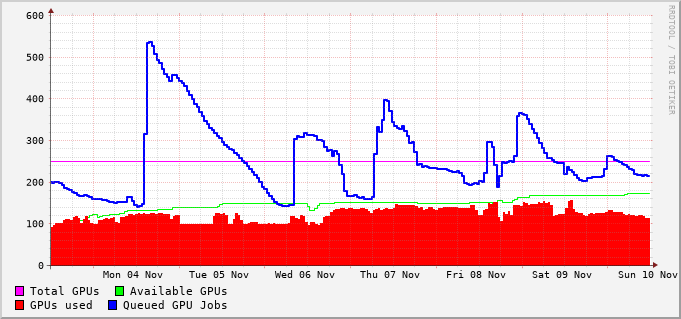 600
500
400
300
200
100
0
Mon 04 Nov Tue 05 Nov Wed 06 Nov Thu 07 Nov Fri 08 Nov Sat 09 Nov Sun 10 Nov
Total GPUs Available GPUs
GPUs used Queued GPU Jobs
RRDTOOL / TOBI OETIKER